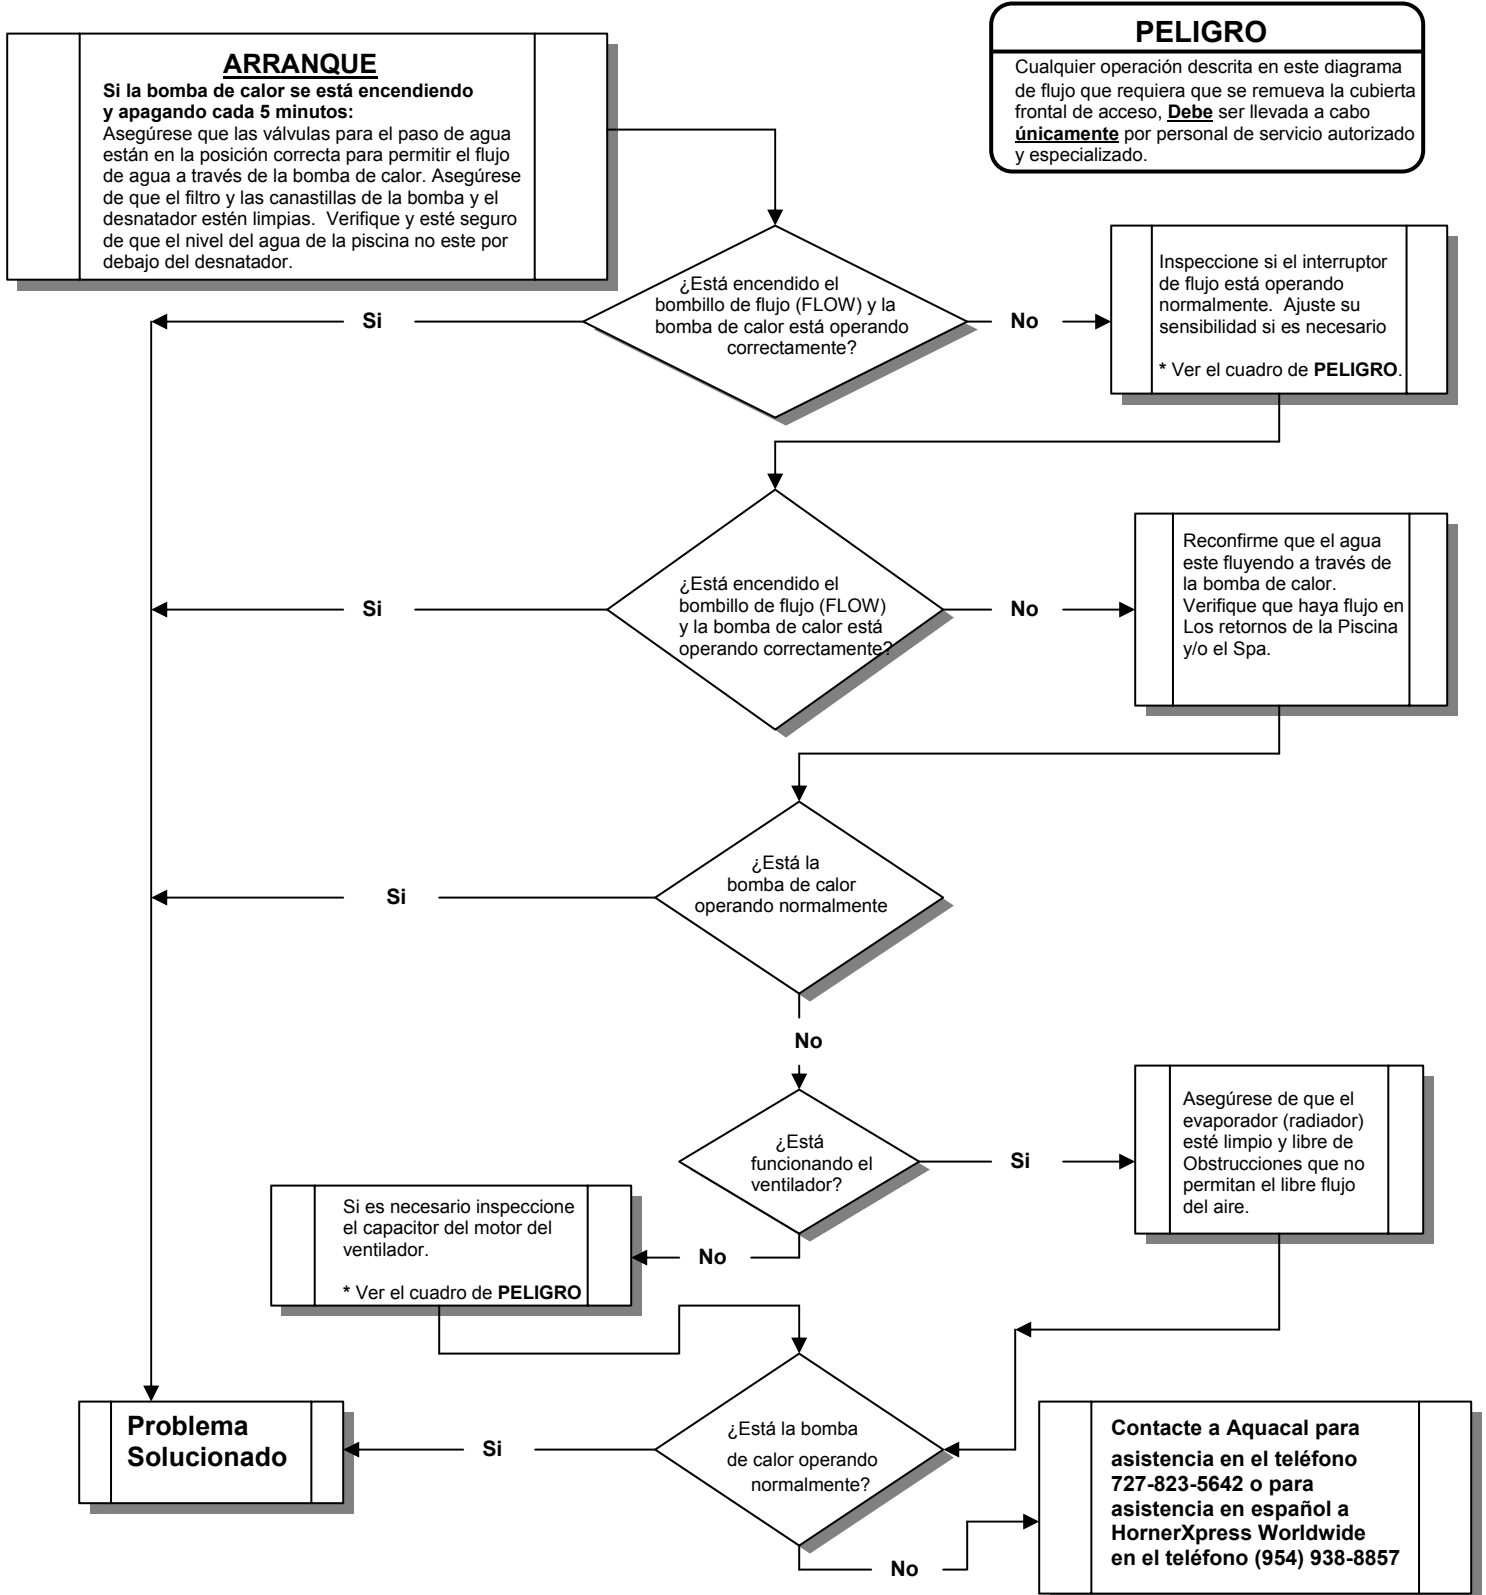 ARRANQUE
Si la bomba de calor se está encendiendo
y apagando cada 5 minutos:
Asegúrese que las válvulas para el paso de agua
están en la posición correcta para permitir el flujo
de agua a través de la bomba de calor. Asegúrese
de que el filtro y las canastillas de la bomba y el
desnatador estén limpias. Verifique y esté seguro
de que el nivel del agua de la piscina no este por
debajo del desnatador.
PELIGRO
Cualquier operación descrita en este diagrama
de flujo que requiera que se remueva la cubierta
frontal de acceso, Debe ser llevada a cabo
únicamente por personal de servicio autorizado
y especializado.
¿Está encendido el
bombillo de flujo (FLOW) y la
bomba de calor está operando
correctamente?
Si
No
Inspeccione si el interruptor
de flujo está operando
normalmente. Ajuste su
sensibilidad si es necesario
* Ver el cuadro de PELIGRO.
¿Está encendido el
bombillo de flujo (FLOW)
y la bomba de calor está
operando correctamente?
Si
No
Reconfirme que el agua
este fluyendo a través de
la bomba de calor.
Verifique que haya flujo en
Los retornos de la Piscina
y/o el Spa.
¿Está la
bomba de calor
operando normalmente
Si
No
¿Está
funcionando el
ventilador?
Si
Asegúrese de que el
evaporador (radiador)
esté limpio y libre de
Obstrucciones que no
permitan el libre flujo
del aire.
No
Si es necesario inspeccione
el capacitor del motor del
ventilador.
* Ver el cuadro de PELIGRO
¿Está la bomba
de calor operando
normalmente?
Si
Problema
Solucionado
No
Contacte a Aquacal para
asistencia en el teléfono
727-823-5642 o para
asistencia en español a
HornerXpress Worldwide
en el teléfono (954) 938-8857